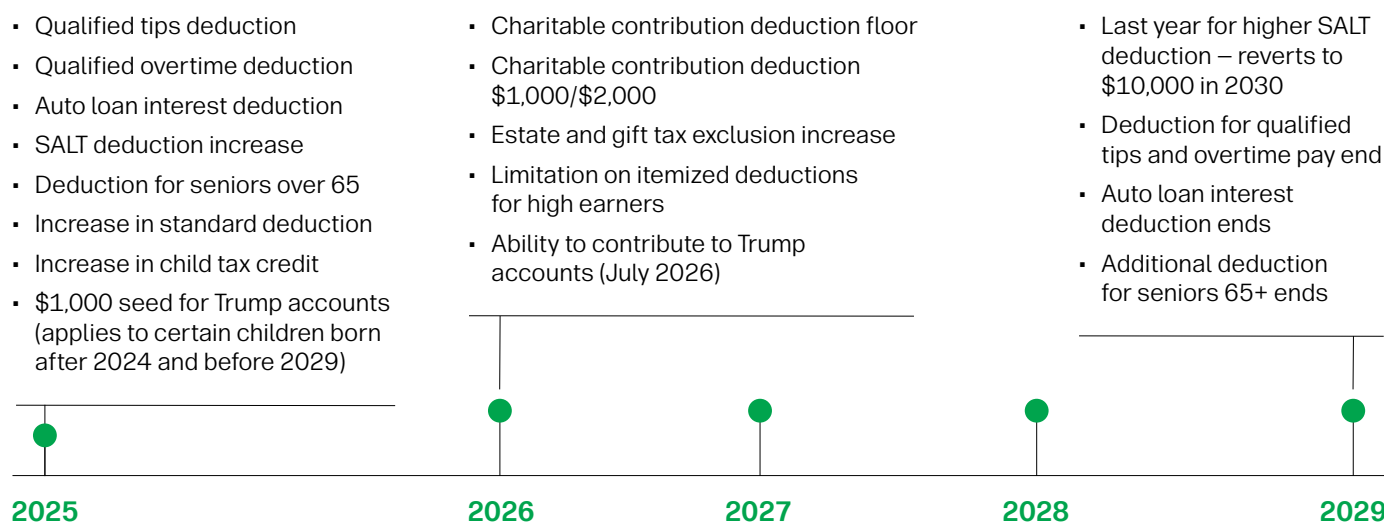 ▪ Qualified tips deduction
▪ Qualified overtime deduction
▪ Auto loan interest deduction
▪ SALT deduction increase
▪ Deduction for seniors over 65
▪ Increase in standard deduction
▪ Increase in child tax credit
▪ $1,000 seed for Trump accounts
(applies to certain children born
after 2024 and before 2029)
▪ Charitable contribution deduction floor
▪ Charitable contribution deduction
$1,000/$2,000
▪ Estate and gift tax exclusion increase
▪ Limitation on itemized deductions
for high earners
▪ Ability to contribute to Trump
accounts (July 2026)
▪ Last year for higher SALT
deduction – reverts to
$10,000 in 2030
▪ Deduction for qualified
tips and overtime pay end
▪ Auto loan interest
deduction ends
▪ Additional deduction
for seniors 65+ ends
2025
2026
2027
2028
2029